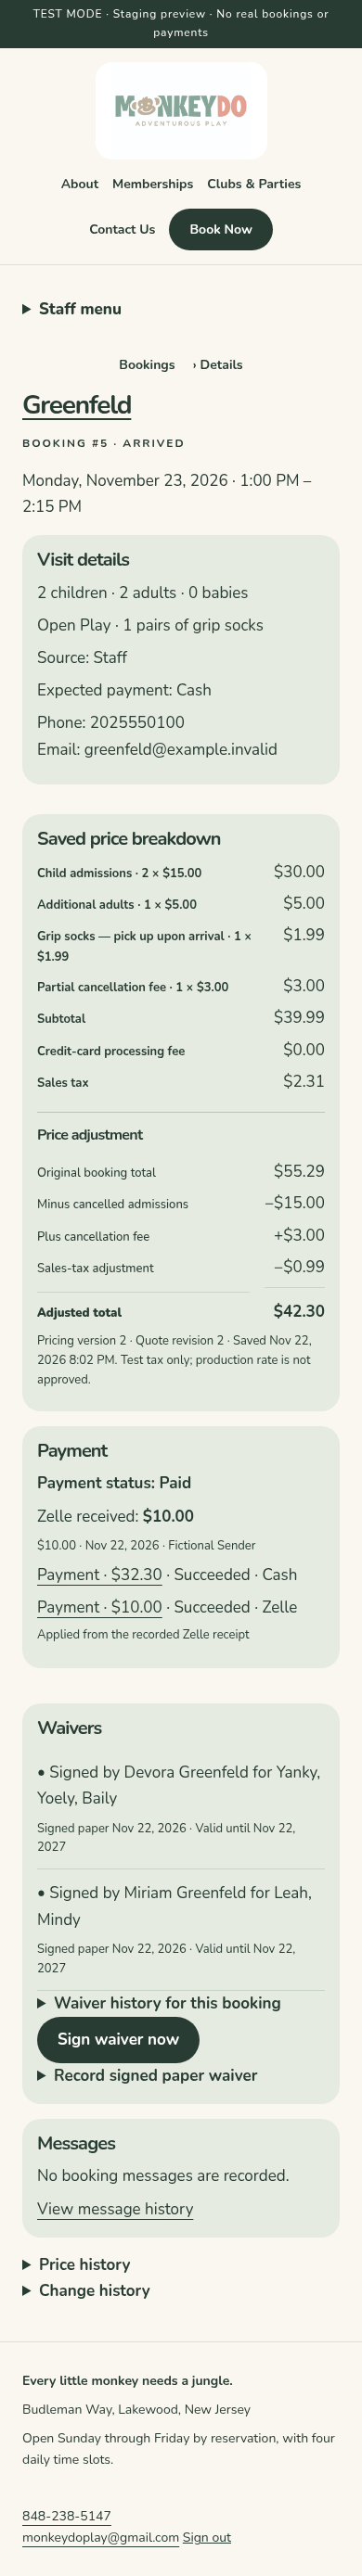 TEST MODE · Staging preview · No real bookings or
payments
MONKEYDO
ADVENTUROUS PLAY
About Memberships Clubs & Parties
Contact Us Book Now
▶ Staff menu
Bookings › Details
Greenfeld
BOOKING #5 · ARRIVED
Monday, November 23, 2026 · 1:00 PM –
2:15 PM
Visit details
2 children · 2 adults · 0 babies
Open Play · 1 pairs of grip socks
Source: Staff
Expected payment: Cash
Phone: 2025550100
Email: greenfeld@example.invalid
Saved price breakdown
Child admissions · 2 × $15.00 $30.00
Additional adults · 1 × $5.00 $5.00
Grip socks — pick up upon arrival · 1 × $1.99
$1.99
Partial cancellation fee · 1 × $3.00 $3.00
Subtotal $39.99
Credit-card processing fee $0.00
Sales tax $2.31
Price adjustment
Original booking total $55.29
Minus cancelled admissions −$15.00
Plus cancellation fee +$3.00
Sales-tax adjustment −$0.99
Adjusted total $42.30
Pricing version 2 · Quote revision 2 · Saved Nov 22,
2026 8:02 PM. Test tax only; production rate is not
approved.
Payment
Payment status: Paid
Zelle received: $10.00
$10.00 · Nov 22, 2026 · Fictional Sender
Payment · $32.30 · Succeeded · Cash
Payment · $10.00 · Succeeded · Zelle
Applied from the recorded Zelle receipt
Waivers
• Signed by Devora Greenfeld for Yanky,
Yoely, Baily
Signed paper Nov 22, 2026 · Valid until Nov 22,
2027
• Signed by Miriam Greenfeld for Leah,
Mindy
Signed paper Nov 22, 2026 · Valid until Nov 22,
2027
▶ Waiver history for this booking
Sign waiver now
▶ Record signed paper waiver
Messages
No booking messages are recorded.
View message history
▶ Price history
▶ Change history
Every little monkey needs a jungle.
Budleman Way, Lakewood, New Jersey
Open Sunday through Friday by reservation, with four
daily time slots.
848-238-5147
monkeydoplay@gmail.com Sign out